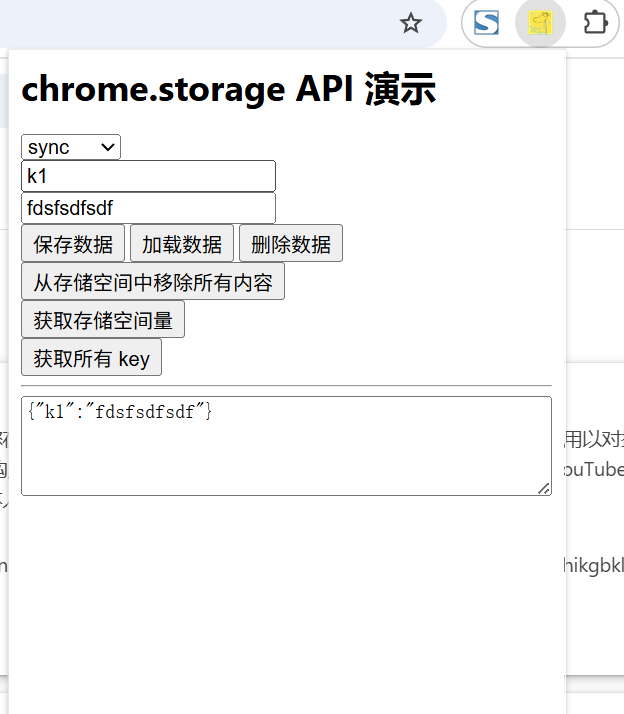 chrome.storage API 演示
sync
k1
fdsfsdfsdf
保存数据 加载数据 删除数据
从存储空间中移除所有内容
获取存储空间量
获取所有 key
{"k1":"fdsfsdfsdf"}
用以对
ouTube
hikgbkl